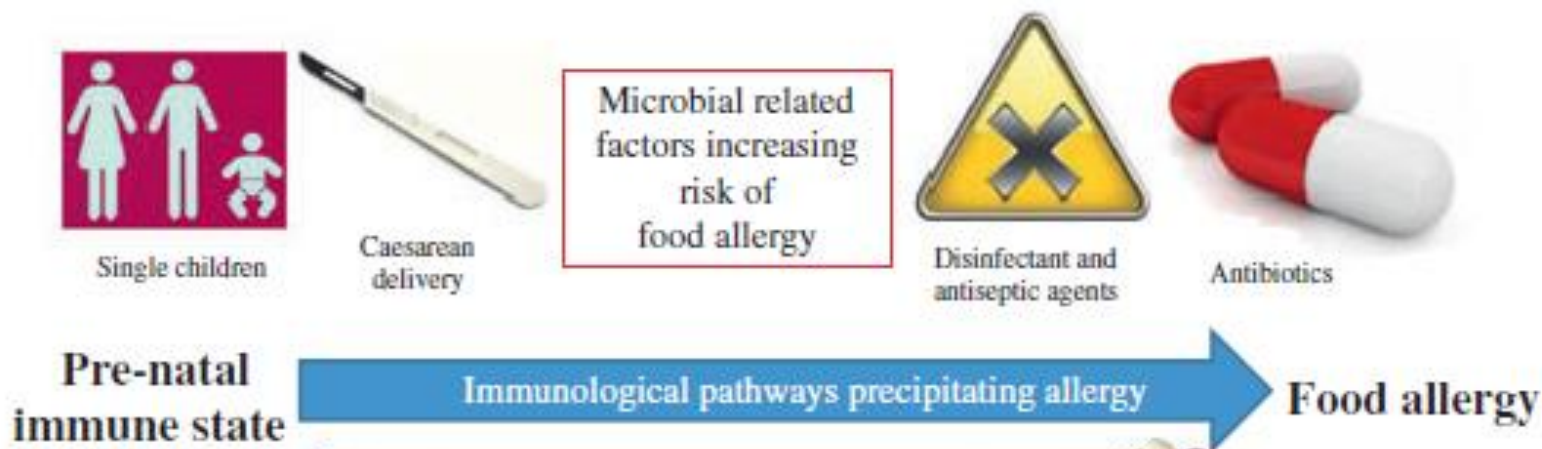 Single children
Caesarean
delivery
Microbial related
factors increasing
risk of
food allergy
Disinfectant and
antiseptic agents
Antibiotics
Pre-natal
immune state
Immunological pathways precipitating allergy
Food allergy